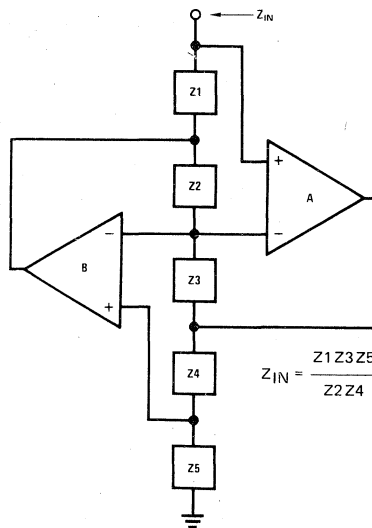 Z_IN
Z1
+
Z2
A
−
−
B
Z3
+
Z_IN = Z1 Z3 Z5 / Z2 Z4
Z4
Z5